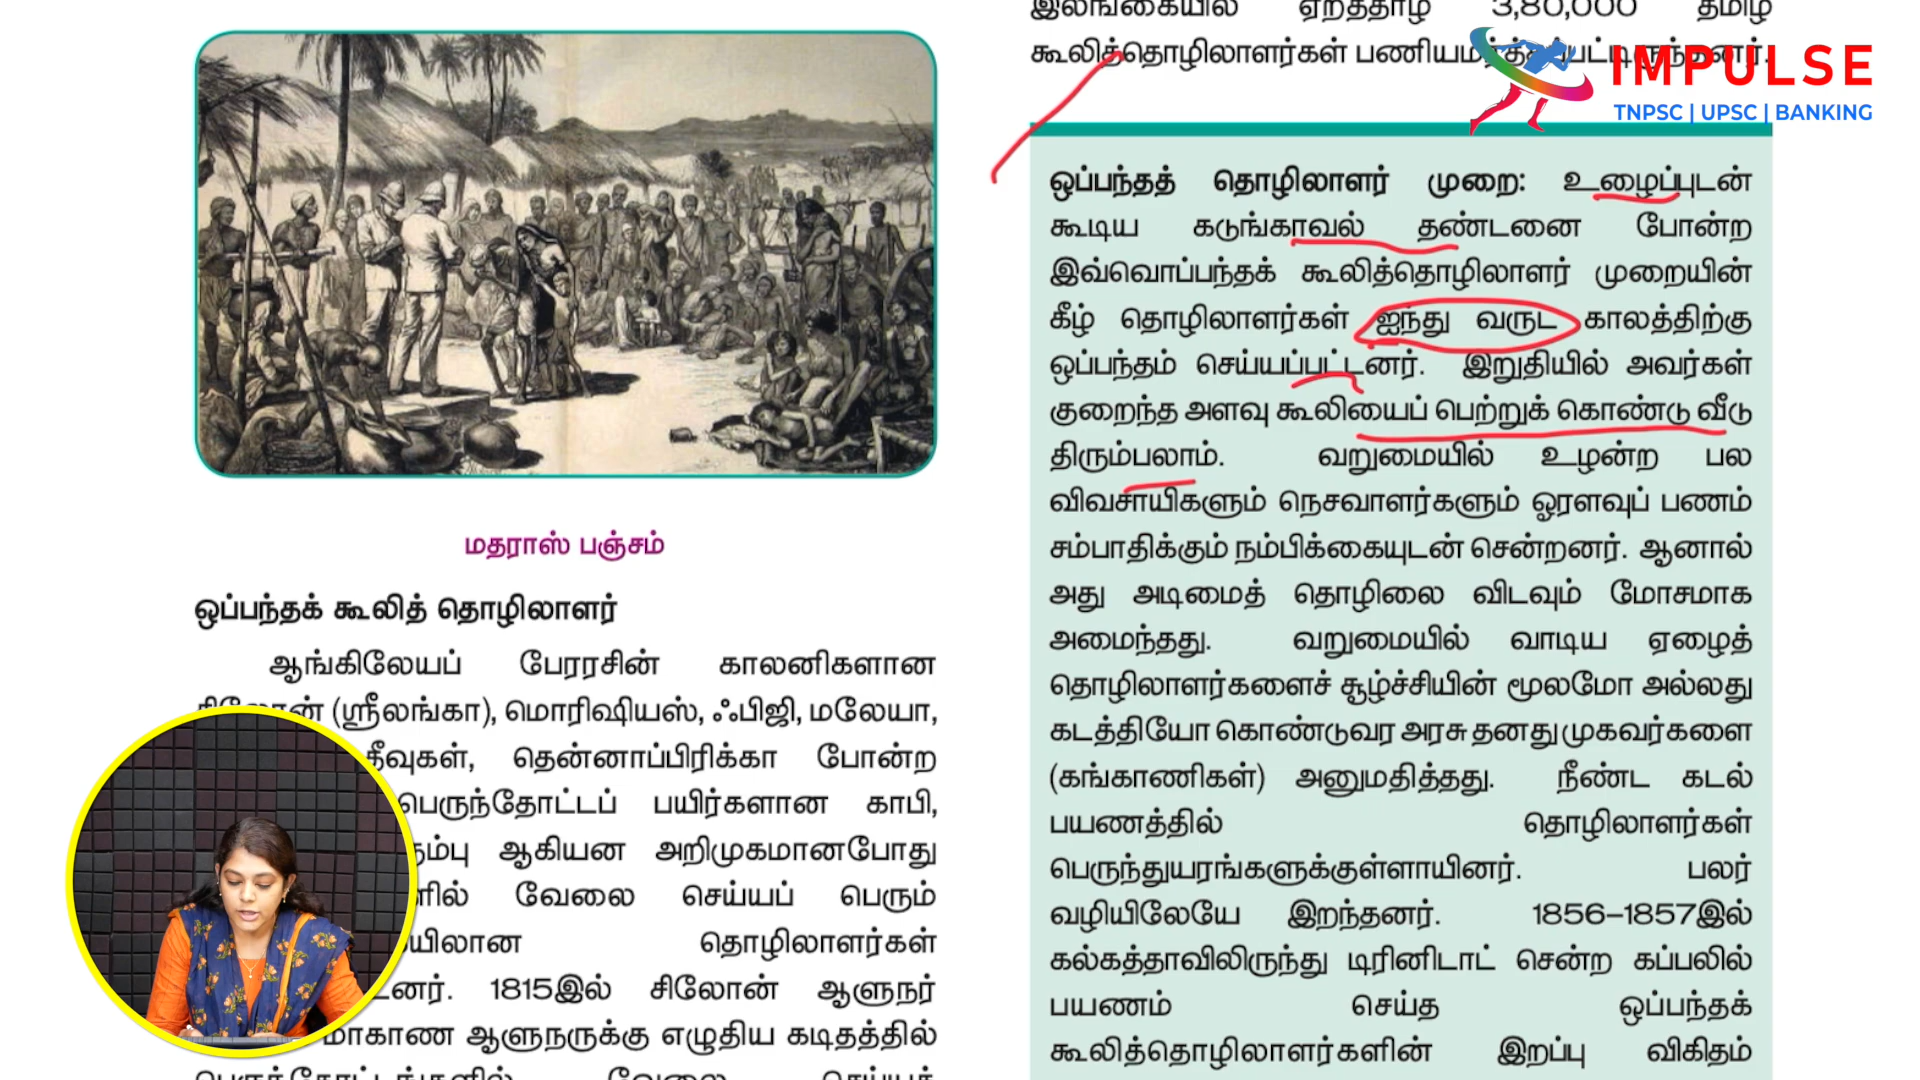 மதராஸ் பஞ்சம்
ஒப்பந்தக் கூலித் தொழிலாளர்
ஆங்கிலேயப் பேரரசின் காலனிகளான
(ஸ்ரீலங்கா), மொரிஷியஸ், ஃபிஜி, மலேயா,
தென்னாப்பிரிக்கா போன்ற
பெருந்தோட்டப் பயிர்களான காபி,
ஆகியன அறிமுகமானபோது
வேலை செய்யப் பெரும்
தொழிலாளர்கள்
1815இல் சிலோன் ஆளுநர்
மாகாண ஆளுநருக்கு எழுதிய கடிதத்தில்
இலங்கையில் ஏறத்தாழ 3,80,000 தமிழ்
கூலித்தொழிலாளர்கள் பணியமர்த்தப்பட்டிருந்தனர்.
IMPULSE
TNPSC | UPSC | BANKING
ஒப்பந்தத் தொழிலாளர் முறை: உழைப்புடன்
கூடிய கடுங்காவல் தண்டனை போன்ற
இவ்வொப்பந்தக் கூலித்தொழிலாளர் முறையின்
கீழ் தொழிலாளர்கள் ஐந்து வருட காலத்திற்கு
ஒப்பந்தம் செய்யப்பட்டனர். இறுதியில் அவர்கள்
குறைந்த அளவு கூலியைப் பெற்றுக் கொண்டு வீடு
திரும்பலாம். வறுமையில் உழன்ற பல
விவசாயிகளும் நெசவாளர்களும் ஓரளவுப் பணம்
சம்பாதிக்கும் நம்பிக்கையுடன் சென்றனர். ஆனால்
அது அடிமைத் தொழிலை விடவும் மோசமாக
அமைந்தது. வறுமையில் வாடிய ஏழைத்
தொழிலாளர்களைச் சூழ்ச்சியின் மூலமோ அல்லது
கடத்தியோ கொண்டுவர அரசு தனது முகவர்களை
(கங்காணிகள்) அனுமதித்தது. நீண்ட கடல்
பயணத்தில் தொழிலாளர்கள்
பெருந்துயரங்களுக்குள்ளாயினர். பலர்
வழியிலேயே இறந்தனர். 1856–1857இல்
கல்கத்தாவிலிருந்து டிரினிடாட் சென்ற கப்பலில்
பயணம் செய்த ஒப்பந்தக்
கூலித்தொழிலாளர்களின் இறப்பு விகிதம்